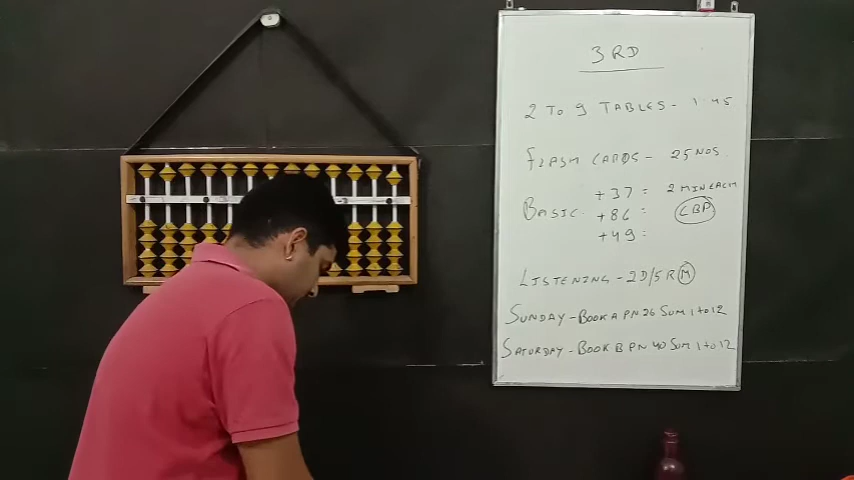 3RD
2 TO 9 TABLES - 1:45
FLASH CARDS - 25 NOS
+37 = 2 MIN EACH
BASIC - +86 = CBP
+49 =
LISTENING - 2D/5R M
SUNDAY - BOOK A PN 26 SUM 1 to 12
SATURDAY - BOOK B PN 40 SUM 1 to 12